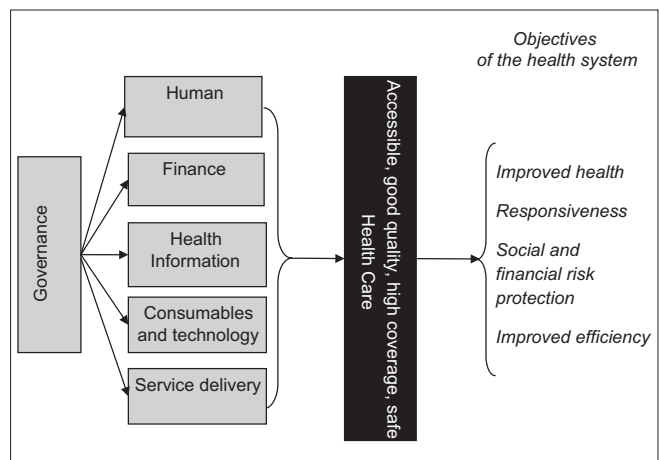 Objectives
of the health system
Governance
Human
Finance
Health
Information
Consumables
and technology
Service delivery
Accessible, good quality, high coverage, safe
Health Care
Improved health
Responsiveness
Social and
financial risk
protection
Improved efficiency